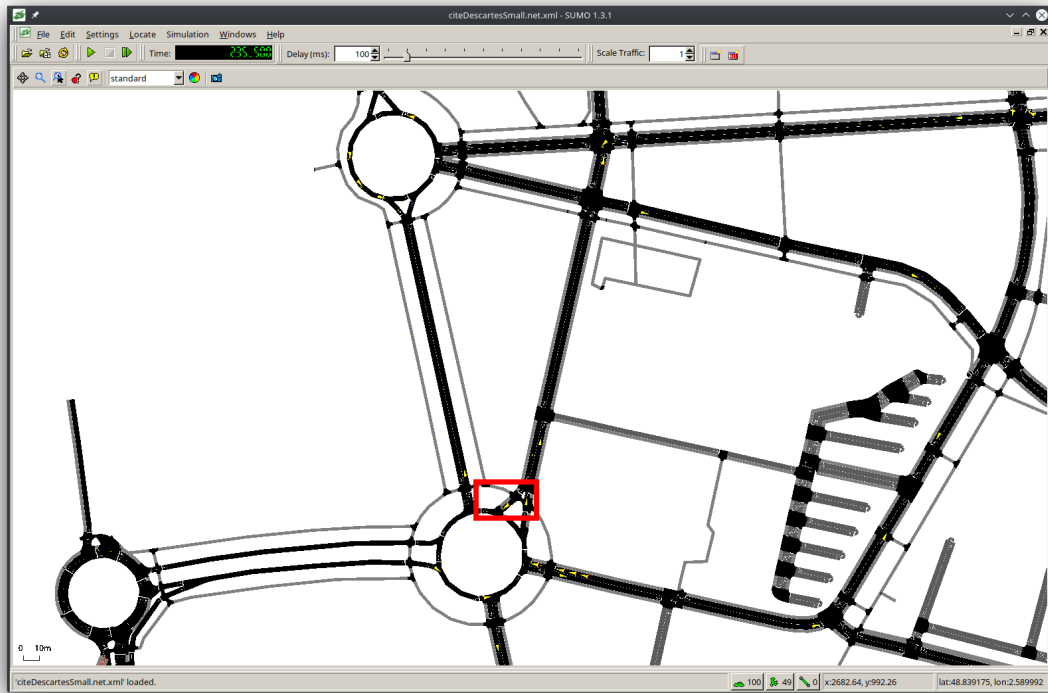 citeDescartesSmall.net.xml - SUMO 1.3.1
File Edit Settings Locate Simulation Windows Help
Time: 235.500 Delay (ms): 100 Scale Traffic: 1
standard
0 10m
'citeDescartesSmall.net.xml' loaded. 100 49 0 x:2682.64, y:992.26 lat:48.839175, lon:2.589992